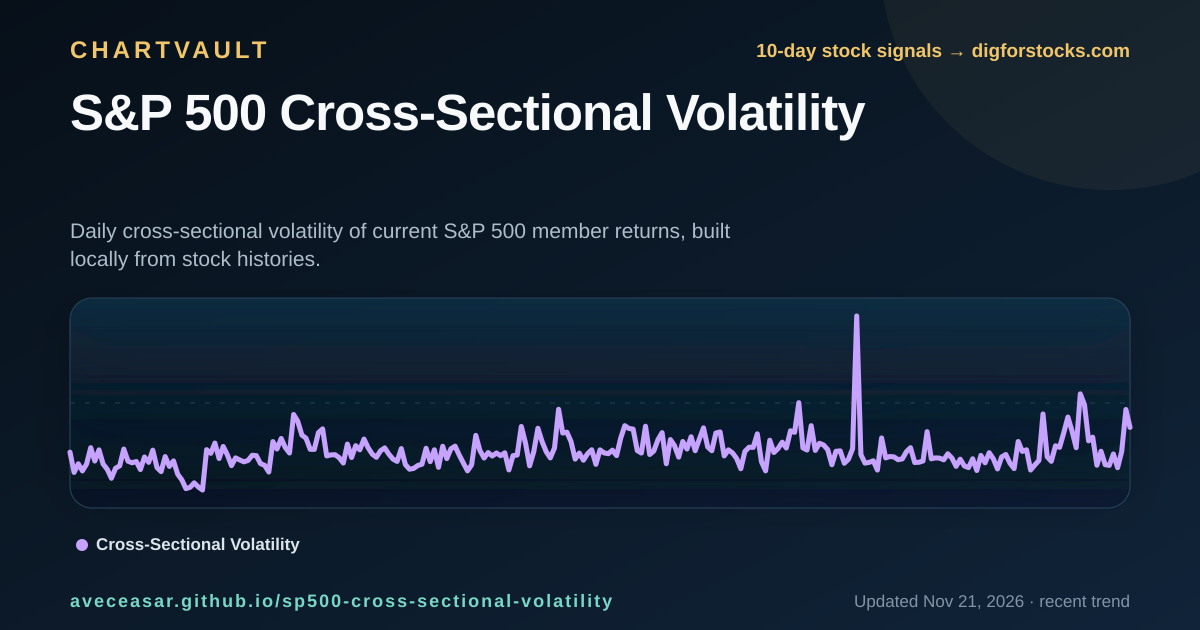 CHARTVAULT
10-day stock signals → digforstocks.com
S&P 500 Cross-Sectional Volatility
Daily cross-sectional volatility of current S&P 500 member returns, built
locally from stock histories.
Cross-Sectional Volatility
aveceasar.github.io/sp500-cross-sectional-volatility
Updated Nov 21, 2026 · recent trend